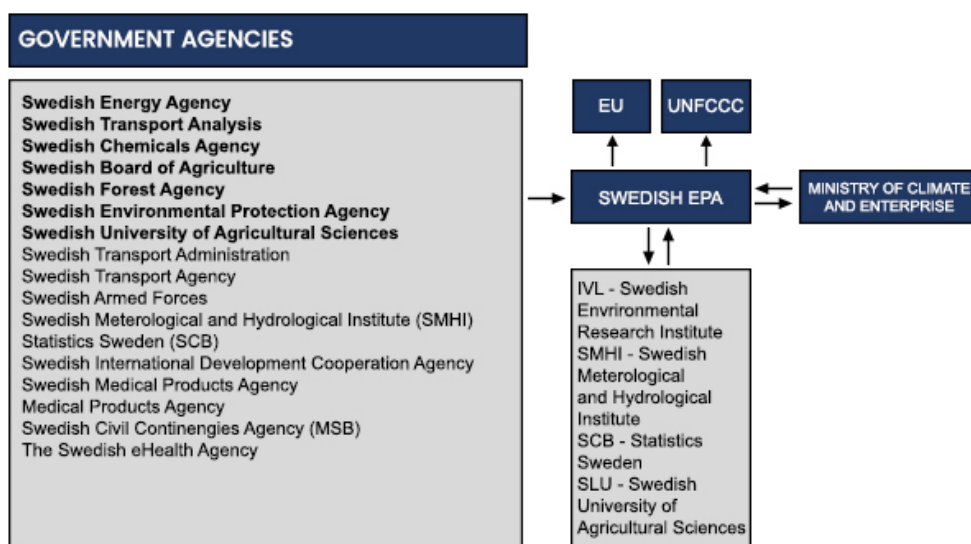 GOVERNMENT AGENCIES
Swedish Energy Agency
Swedish Transport Analysis
Swedish Chemicals Agency
Swedish Board of Agriculture
Swedish Forest Agency
Swedish Environmental Protection Agency
Swedish University of Agricultural Sciences
Swedish Transport Administration
Swedish Transport Agency
Swedish Armed Forces
Swedish Meterological and Hydrological Institute (SMHI)
Statistics Sweden (SCB)
Swedish International Development Cooperation Agency
Swedish Medical Products Agency
Medical Products Agency
Swedish Civil Continengies Agency (MSB)
The Swedish eHealth Agency
EU
UNFCCC
SWEDISH EPA
MINISTRY OF CLIMATE
AND ENTERPRISE
IVL - Swedish
Envrironmental
Research Institute
SMHI - Swedish
Meterological
and Hydrological
Institute
SCB - Statistics
Sweden
SLU - Swedish
University of
Agricultural Sciences